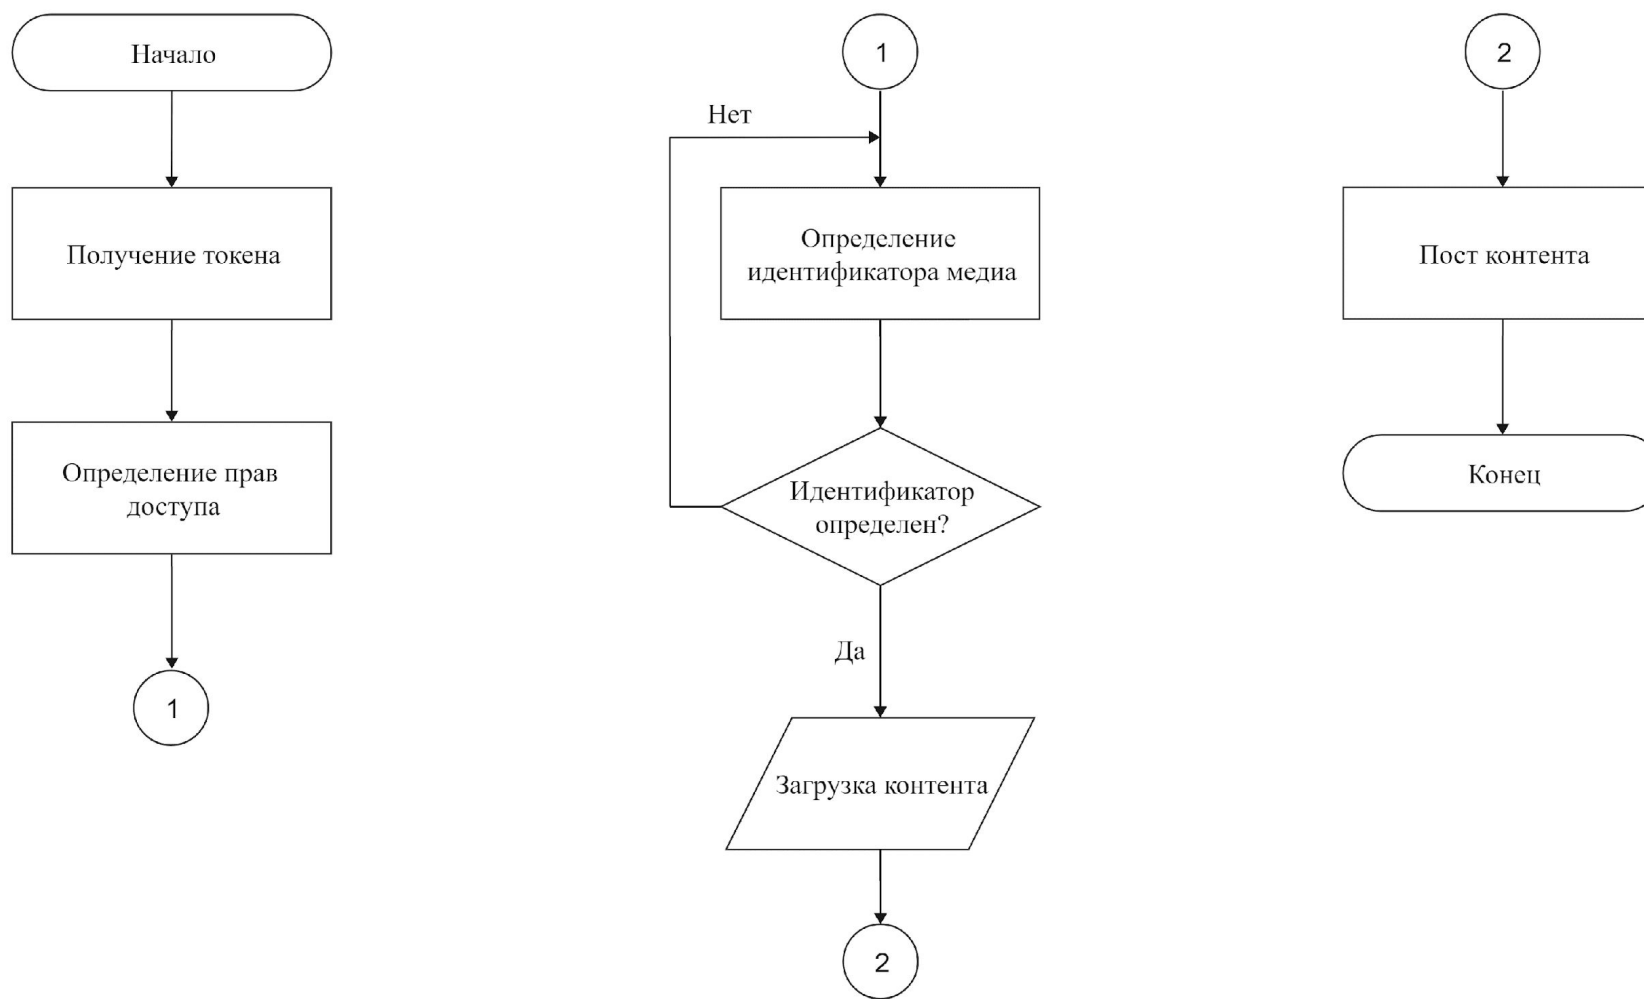 Начало
Получение токена
Определение прав
доступа
1
1
Нет
Определение
идентификатора медиа
Идентификатор
определен?
Да
Загрузка контента
2
2
Пост контента
Конец